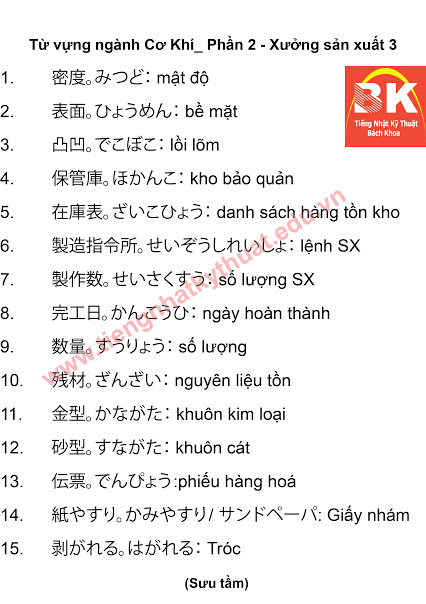 Từ vựng ngành Cơ Khí_ Phần 2 - Xưởng sản xuất 3
BK
Tiếng Nhật Kỹ Thuật
Bách Khoa
1. 密度。みつど: mật độ
2. 表面。ひょうめん: bề mặt
3. 凸凹。でこぼこ: lồi lõm
4. 保管庫。ほかんこ: kho bảo quản
5. 在庫表。ざいこひょう: danh sách hàng tồn kho
6. 製造指令所。せいぞうしれいしょ: lệnh SX
7. 製作数。せいさくすう: số lượng SX
8. 完工日。かんこうひ: ngày hoàn thành
9. 数量。すうりょう: số lượng
10. 残材。ざんざい: nguyên liệu tồn
11. 金型。かながた: khuôn kim loại
12. 砂型。すながた: khuôn cát
13. 伝票。でんぴょう:phiếu hàng hoá
14. 紙やすり。かみやすり/ サンドペーパ: Giấy nhám
15. 剥がれる。はがれる: Tróc
(Sưu tầm)
www.tiengnhatkythuat.edu.vn